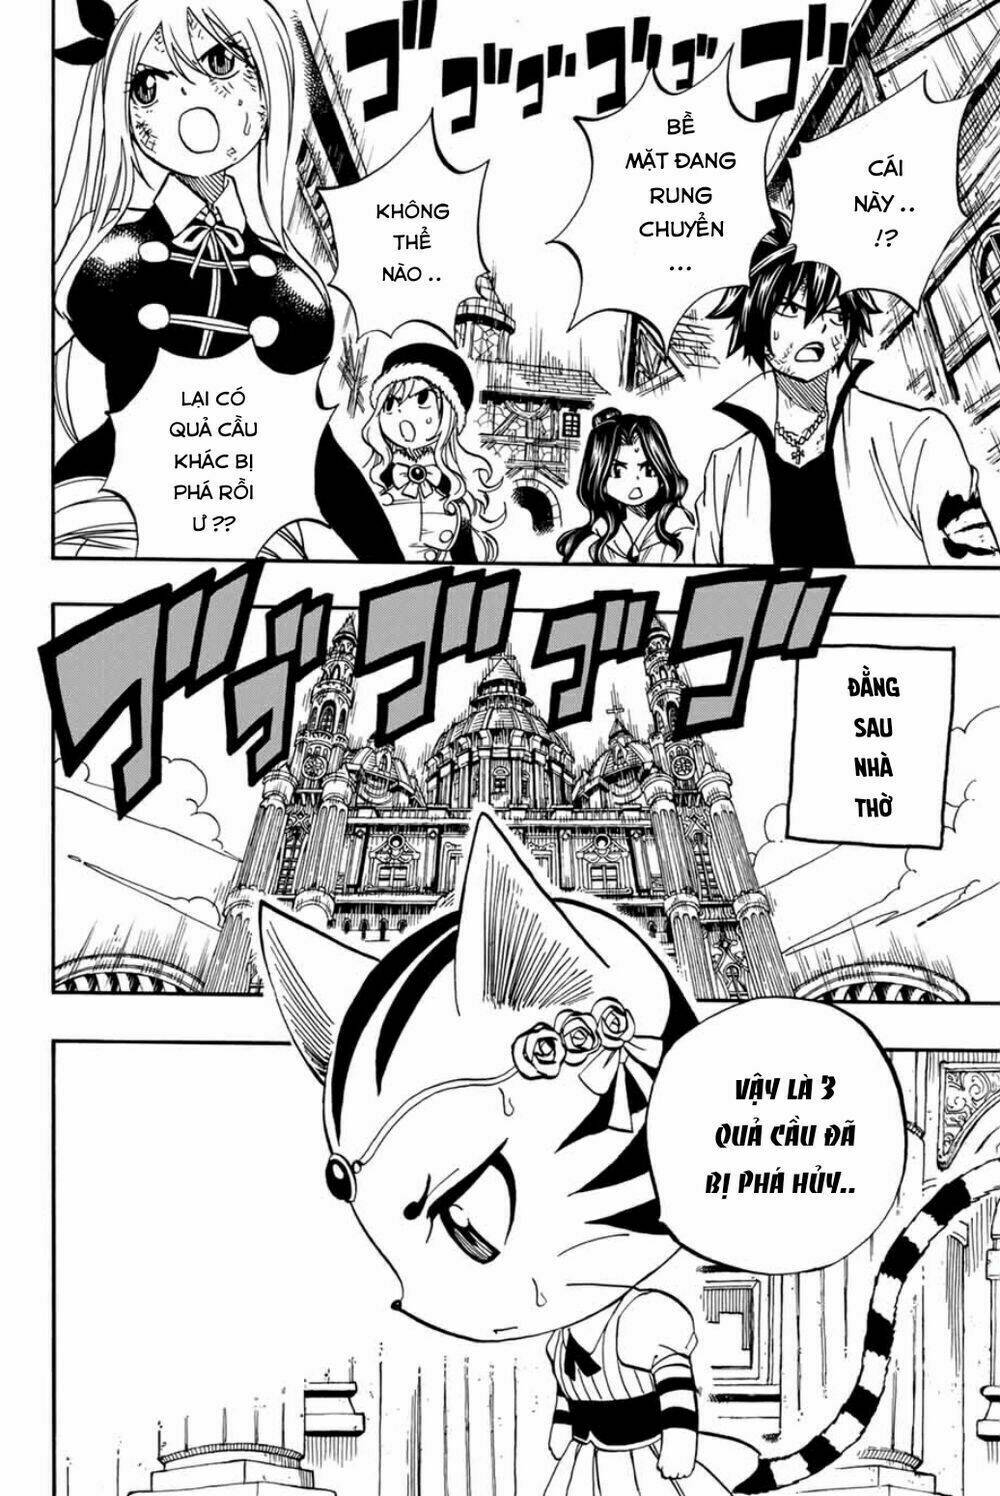 ゴゴゴゴゴゴ
CÁI
NÀY ..
!?
BỀ
MẶT ĐANG
RUNG
CHUYỂN
...
KHÔNG
THỂ
NÀO ..
LẠI CÓ
QUẢ CẦU
KHÁC BỊ
PHÁ RỒI
Ư ??
ゴゴゴゴゴ
ĐẰNG
SAU
NHÀ
THỜ
VẬY LÀ 3
QUẢ CẦU ĐÃ
BỊ PHÁ HỦY..